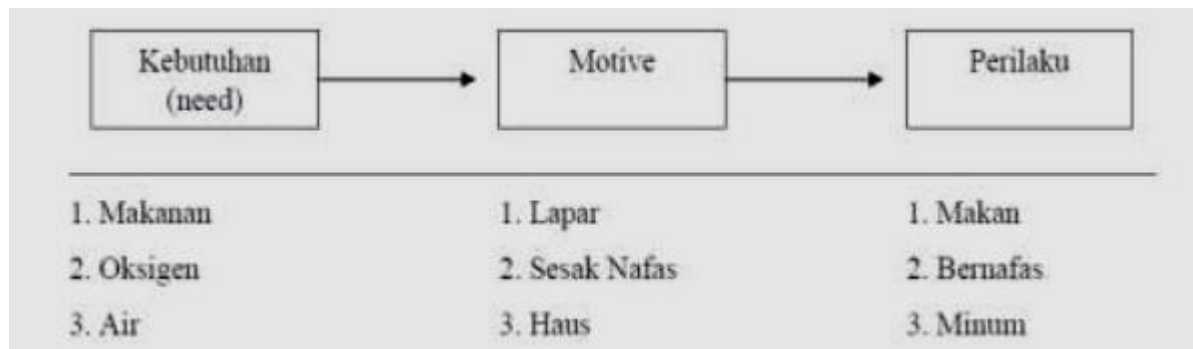 Kebutuhan
(need)
Motive
Perilaku
1. Makanan
1. Lapar
1. Makan
2. Oksigen
2. Sesak Nafas
2. Bernafas
3. Air
3. Haus
3. Minum